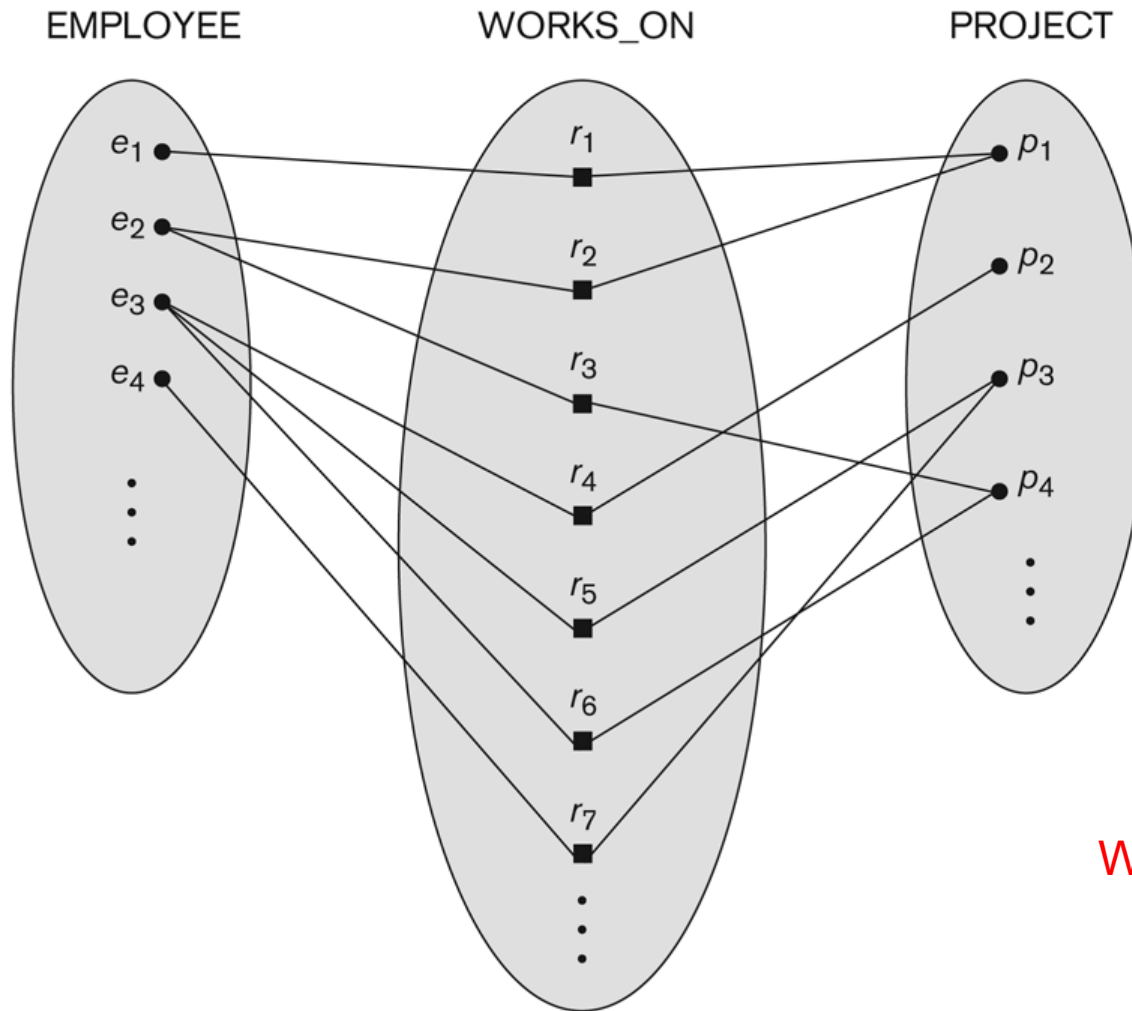 EMPLOYEE WORKS_ON PROJECT
e1 r1 p1
e2 r2 p2
e3 r3 p3
e4 r4 p4
r5
r6
r7
W